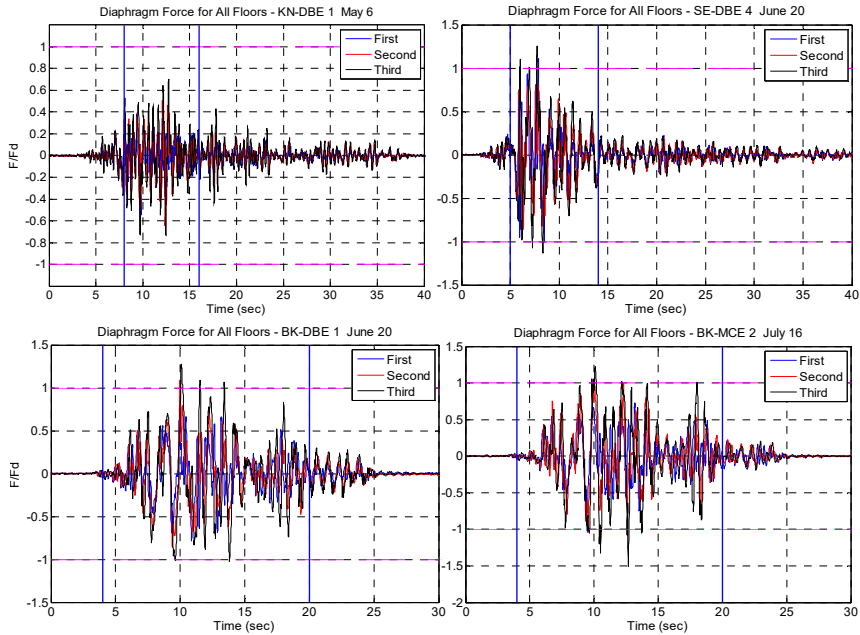 Diaphragm Force for All Floors - KN-DBE 1 May 6
First
Second
Third
F/Fd
1
0.8
0.6
0.4
0.2
0
-0.2
-0.4
-0.6
-0.8
-1
0 5 10 15 20 25 30 35 40
Time (sec)
Diaphragm Force for All Floors - SE-DBE 4 June 20
First
Second
Third
1.5
1
0.5
0
-0.5
-1
-1.5
0 5 10 15 20 25 30 35 40
Time (sec)
Diaphragm Force for All Floors - BK-DBE 1 June 20
First
Second
Third
F/Fd
1.5
1
0.5
0
-0.5
-1
-1.5
0 5 10 15 20 25 30
Time (sec)
Diaphragm Force for All Floors - BK-MCE 2 July 16
First
Second
Third
1.5
1
0.5
0
-0.5
-1
-1.5
-2
0 5 10 15 20 25 30
Time (sec)